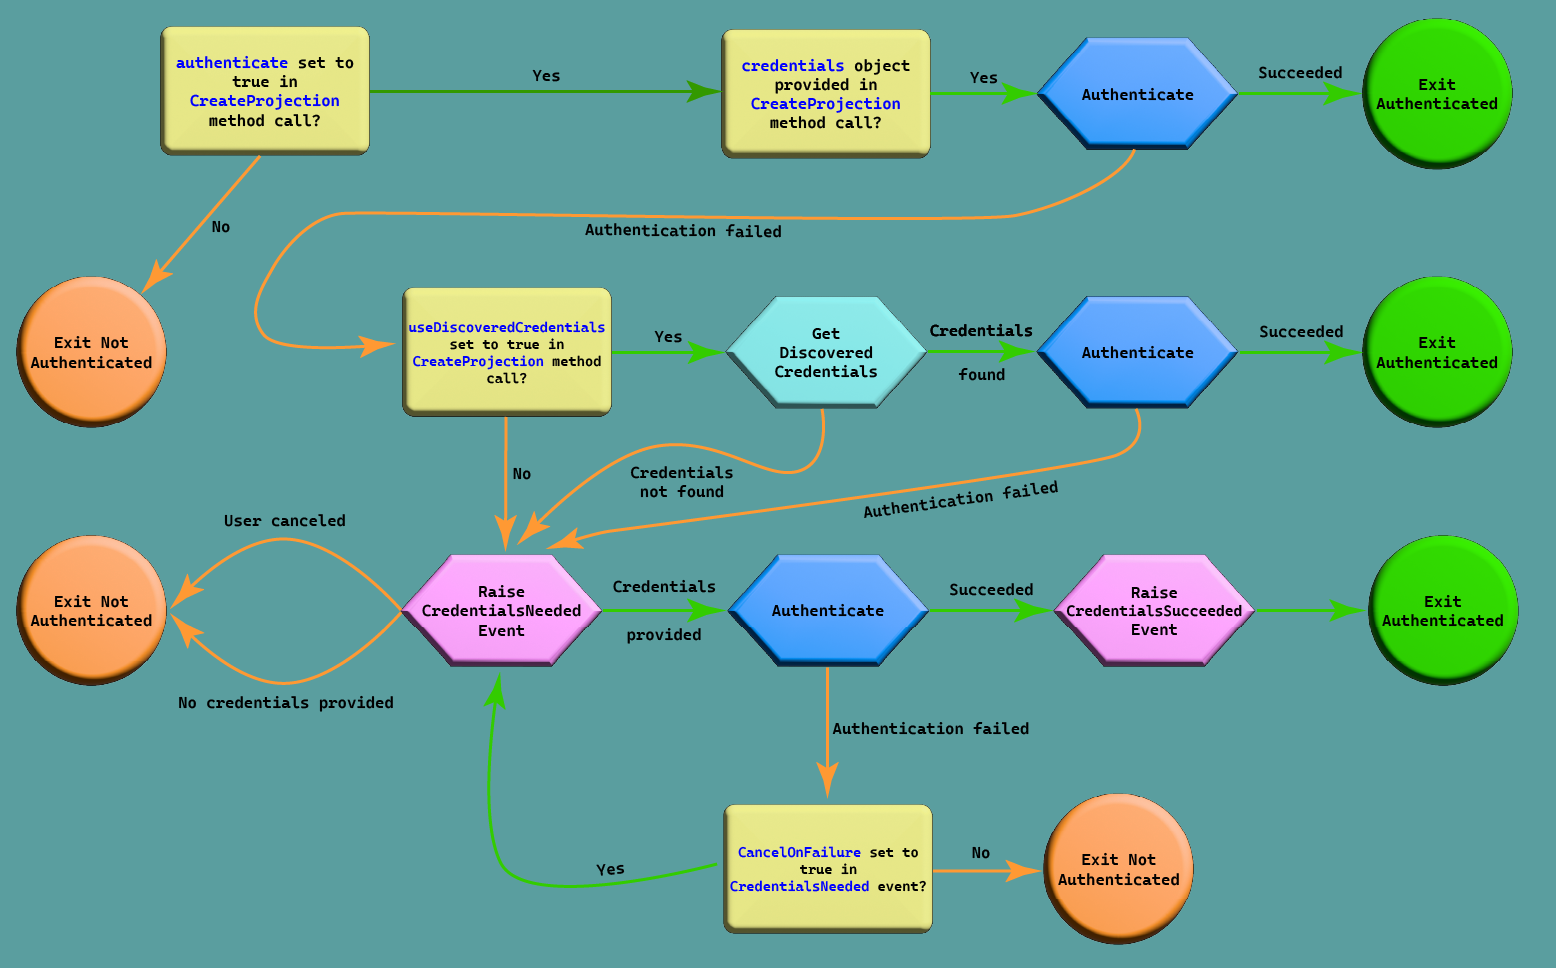 authenticate set to
true in
CreateProjection
method call?
Yes
credentials object
provided in
CreateProjection
method call?
Yes
Authenticate
Succeeded
Exit
Authenticated
No
Authentication failed
Exit Not
Authenticated
useDiscoveredCredentials
set to true in
CreateProjection method
call?
Yes
Get
Discovered
Credentials
Credentials
found
Authenticate
Succeeded
Exit
Authenticated
No
Credentials
not found
Authentication failed
User canceled
Exit Not
Authenticated
No credentials provided
Raise
CredentialsNeeded
Event
Credentials
provided
Authenticate
Succeeded
Raise
CredentialsSucceeded
Event
Exit
Authenticated
Authentication failed
Yes
CancelOnFailure set to
true in
CredentialsNeeded event?
No
Exit Not
Authenticated